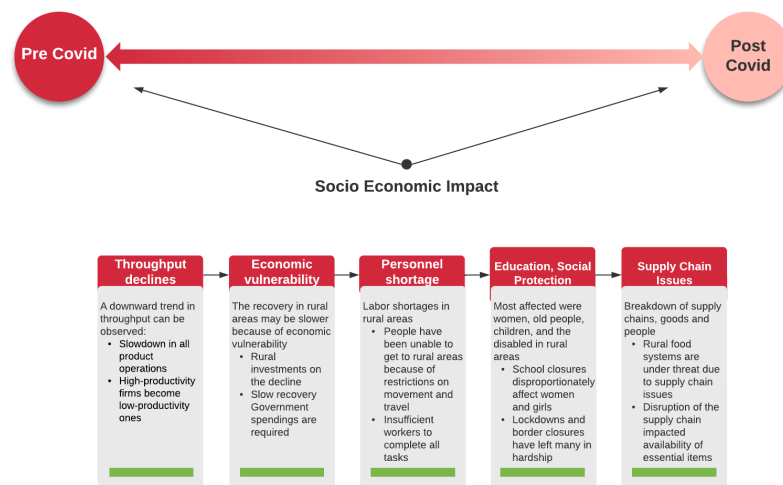 Pre Covid
Post
Covid
Socio Economic Impact
Throughput
declines
A downward trend in
throughput can be
observed:
• Slowdown in all
product
operations
• High-productivity
firms become
low-productivity
ones
Economic
vulnerability
The recovery in rural
areas may be slower
because of economic
vulnerability
• Rural
investments on
the decline
• Slow recovery
Government
spendings are
required
Personnel
shortage
Labor shortages in
rural areas
• People have
been unable to
get to rural areas
because of
restrictions on
movement and
travel
• Insufficient
workers to
complete all
tasks
Education, Social
Protection
Most affected were
women, old people,
children, and the
disabled in rural
areas
• School closures
disproportionately
affect women
and girls
• Lockdowns and
border closures
have left many in
hardship
Supply Chain
Issues
Breakdown of supply
chains, goods and
people
• Rural food
systems are
under threat due
to supply chain
issues
• Disruption of the
supply chain
impacted
availability of
essential items